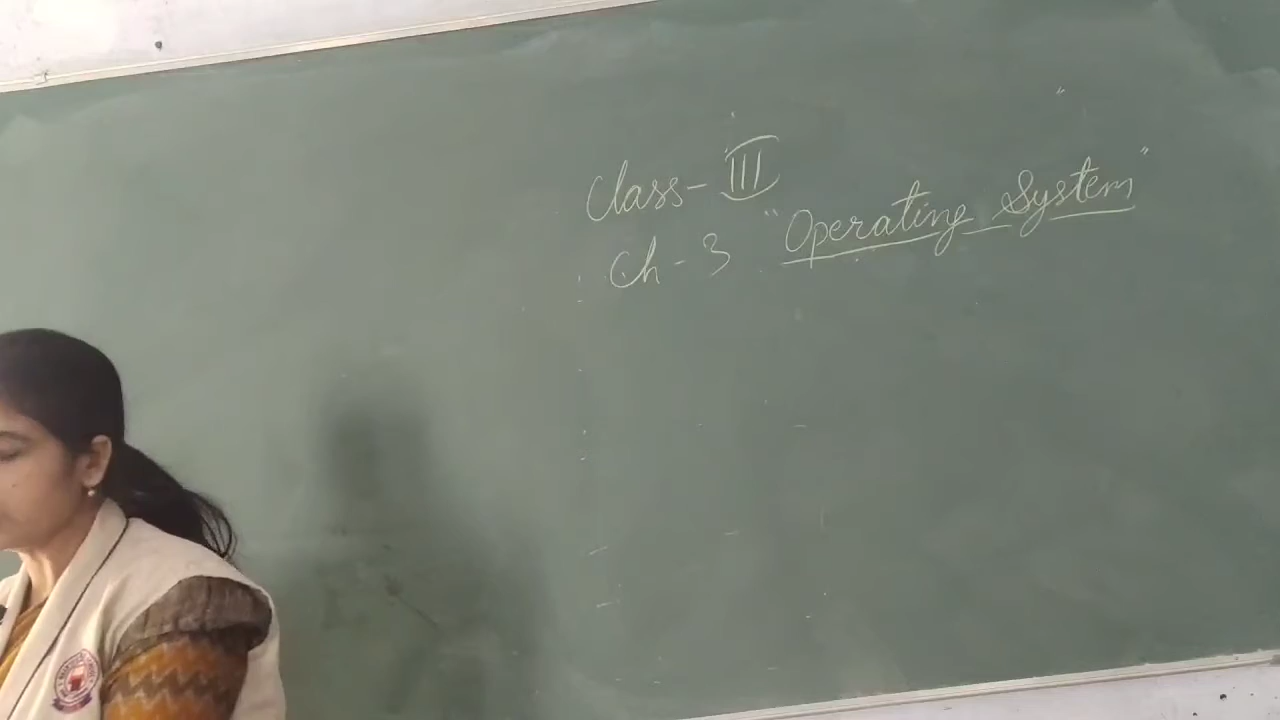 Class- III
Ch - 3 "Operating System"